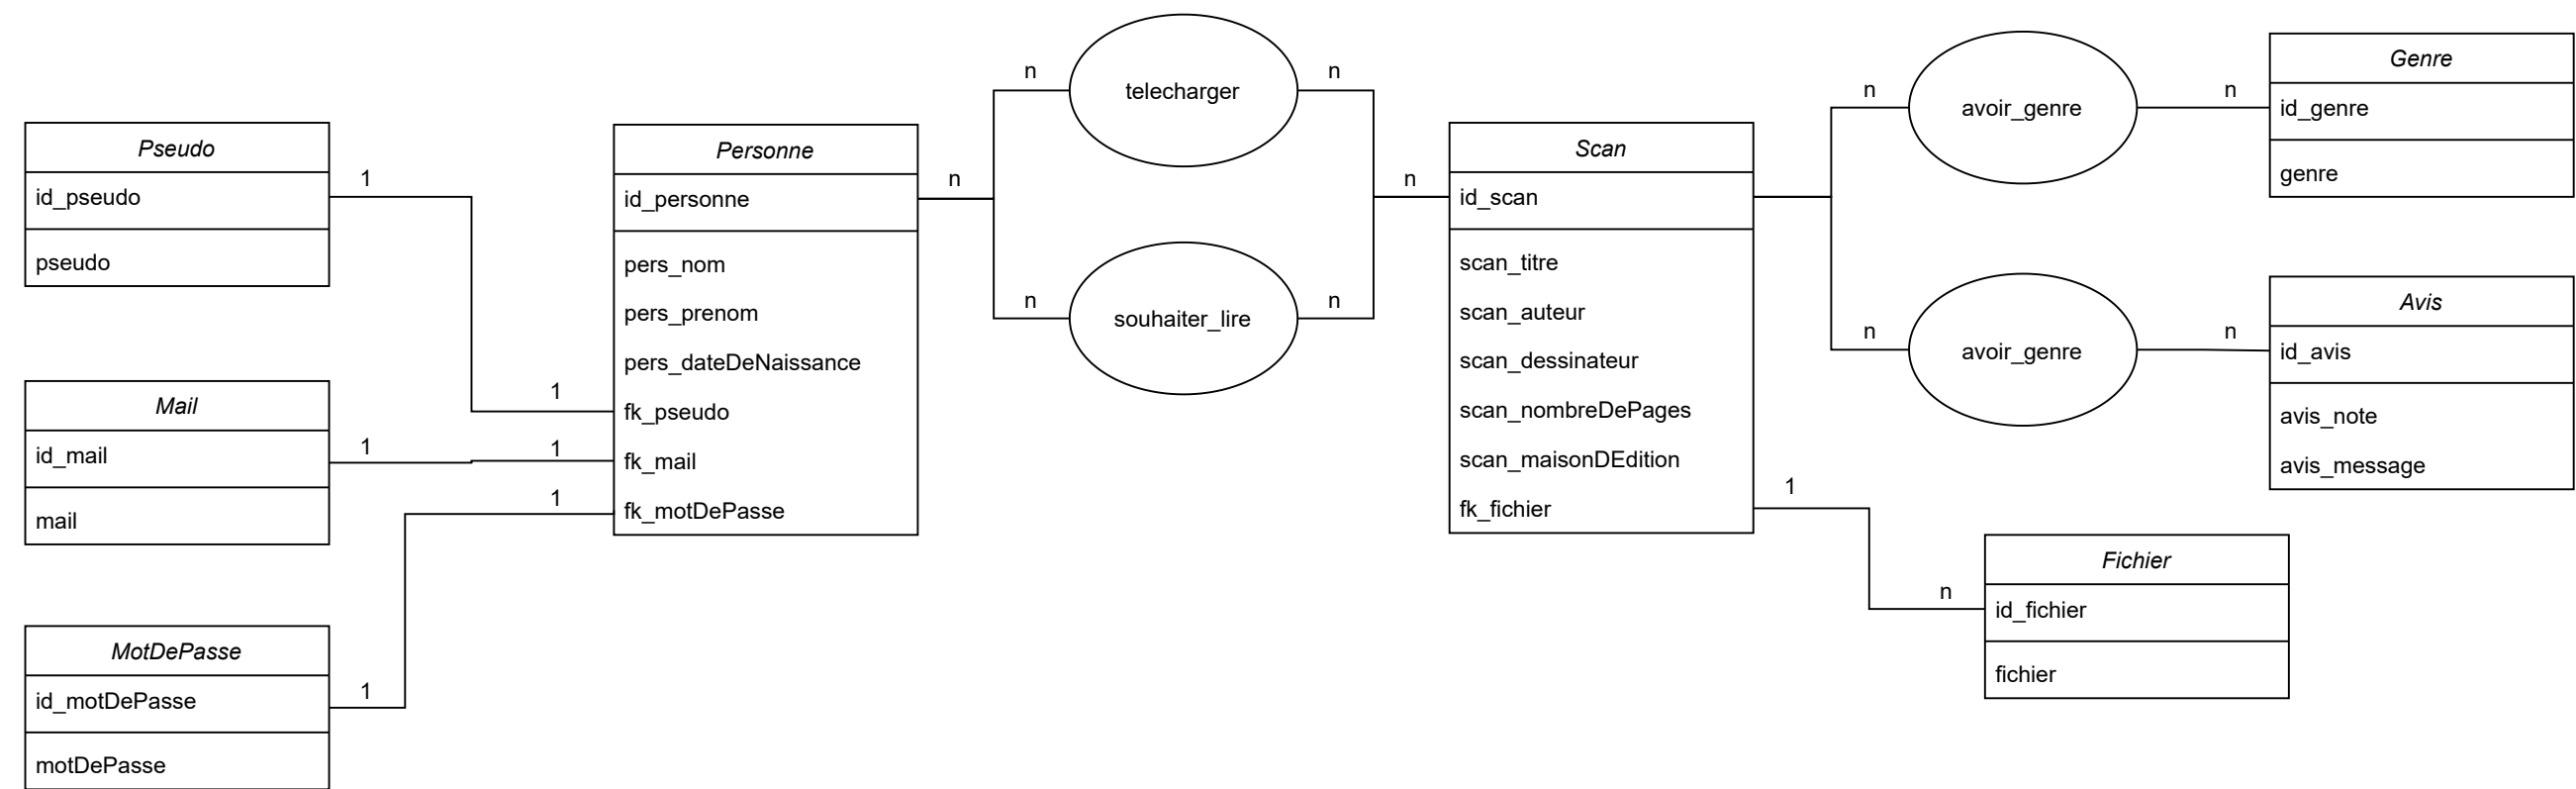 Pseudo
id_pseudo
pseudo
1
1
Mail
id_mail
mail
1
1
MotDePasse
id_motDePasse
motDePasse
1
1
Personne
id_personne
pers_nom
pers_prenom
pers_dateDeNaissance
fk_pseudo
fk_mail
fk_motDePasse
n
n
telecharger
n
n
souhaiter_lire
n
n
Scan
id_scan
scan_titre
scan_auteur
scan_dessinateur
scan_nombreDePages
scan_maisonDEdition
fk_fichier
n
avoir_genre
n
Genre
id_genre
genre
n
avoir_genre
n
Avis
id_avis
avis_note
avis_message
1
n
Fichier
id_fichier
fichier